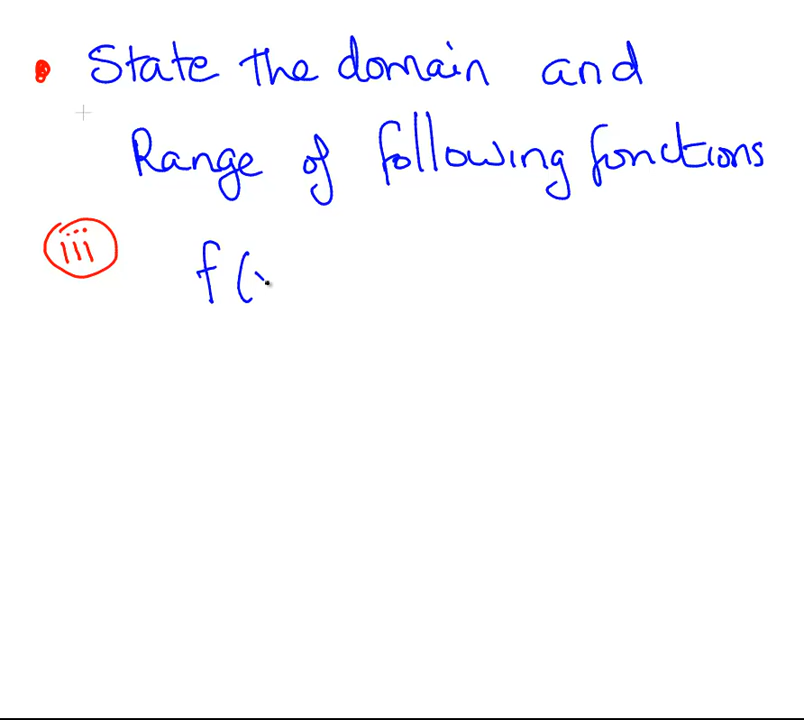 • State the domain and
Range of following fonctions
iii f(